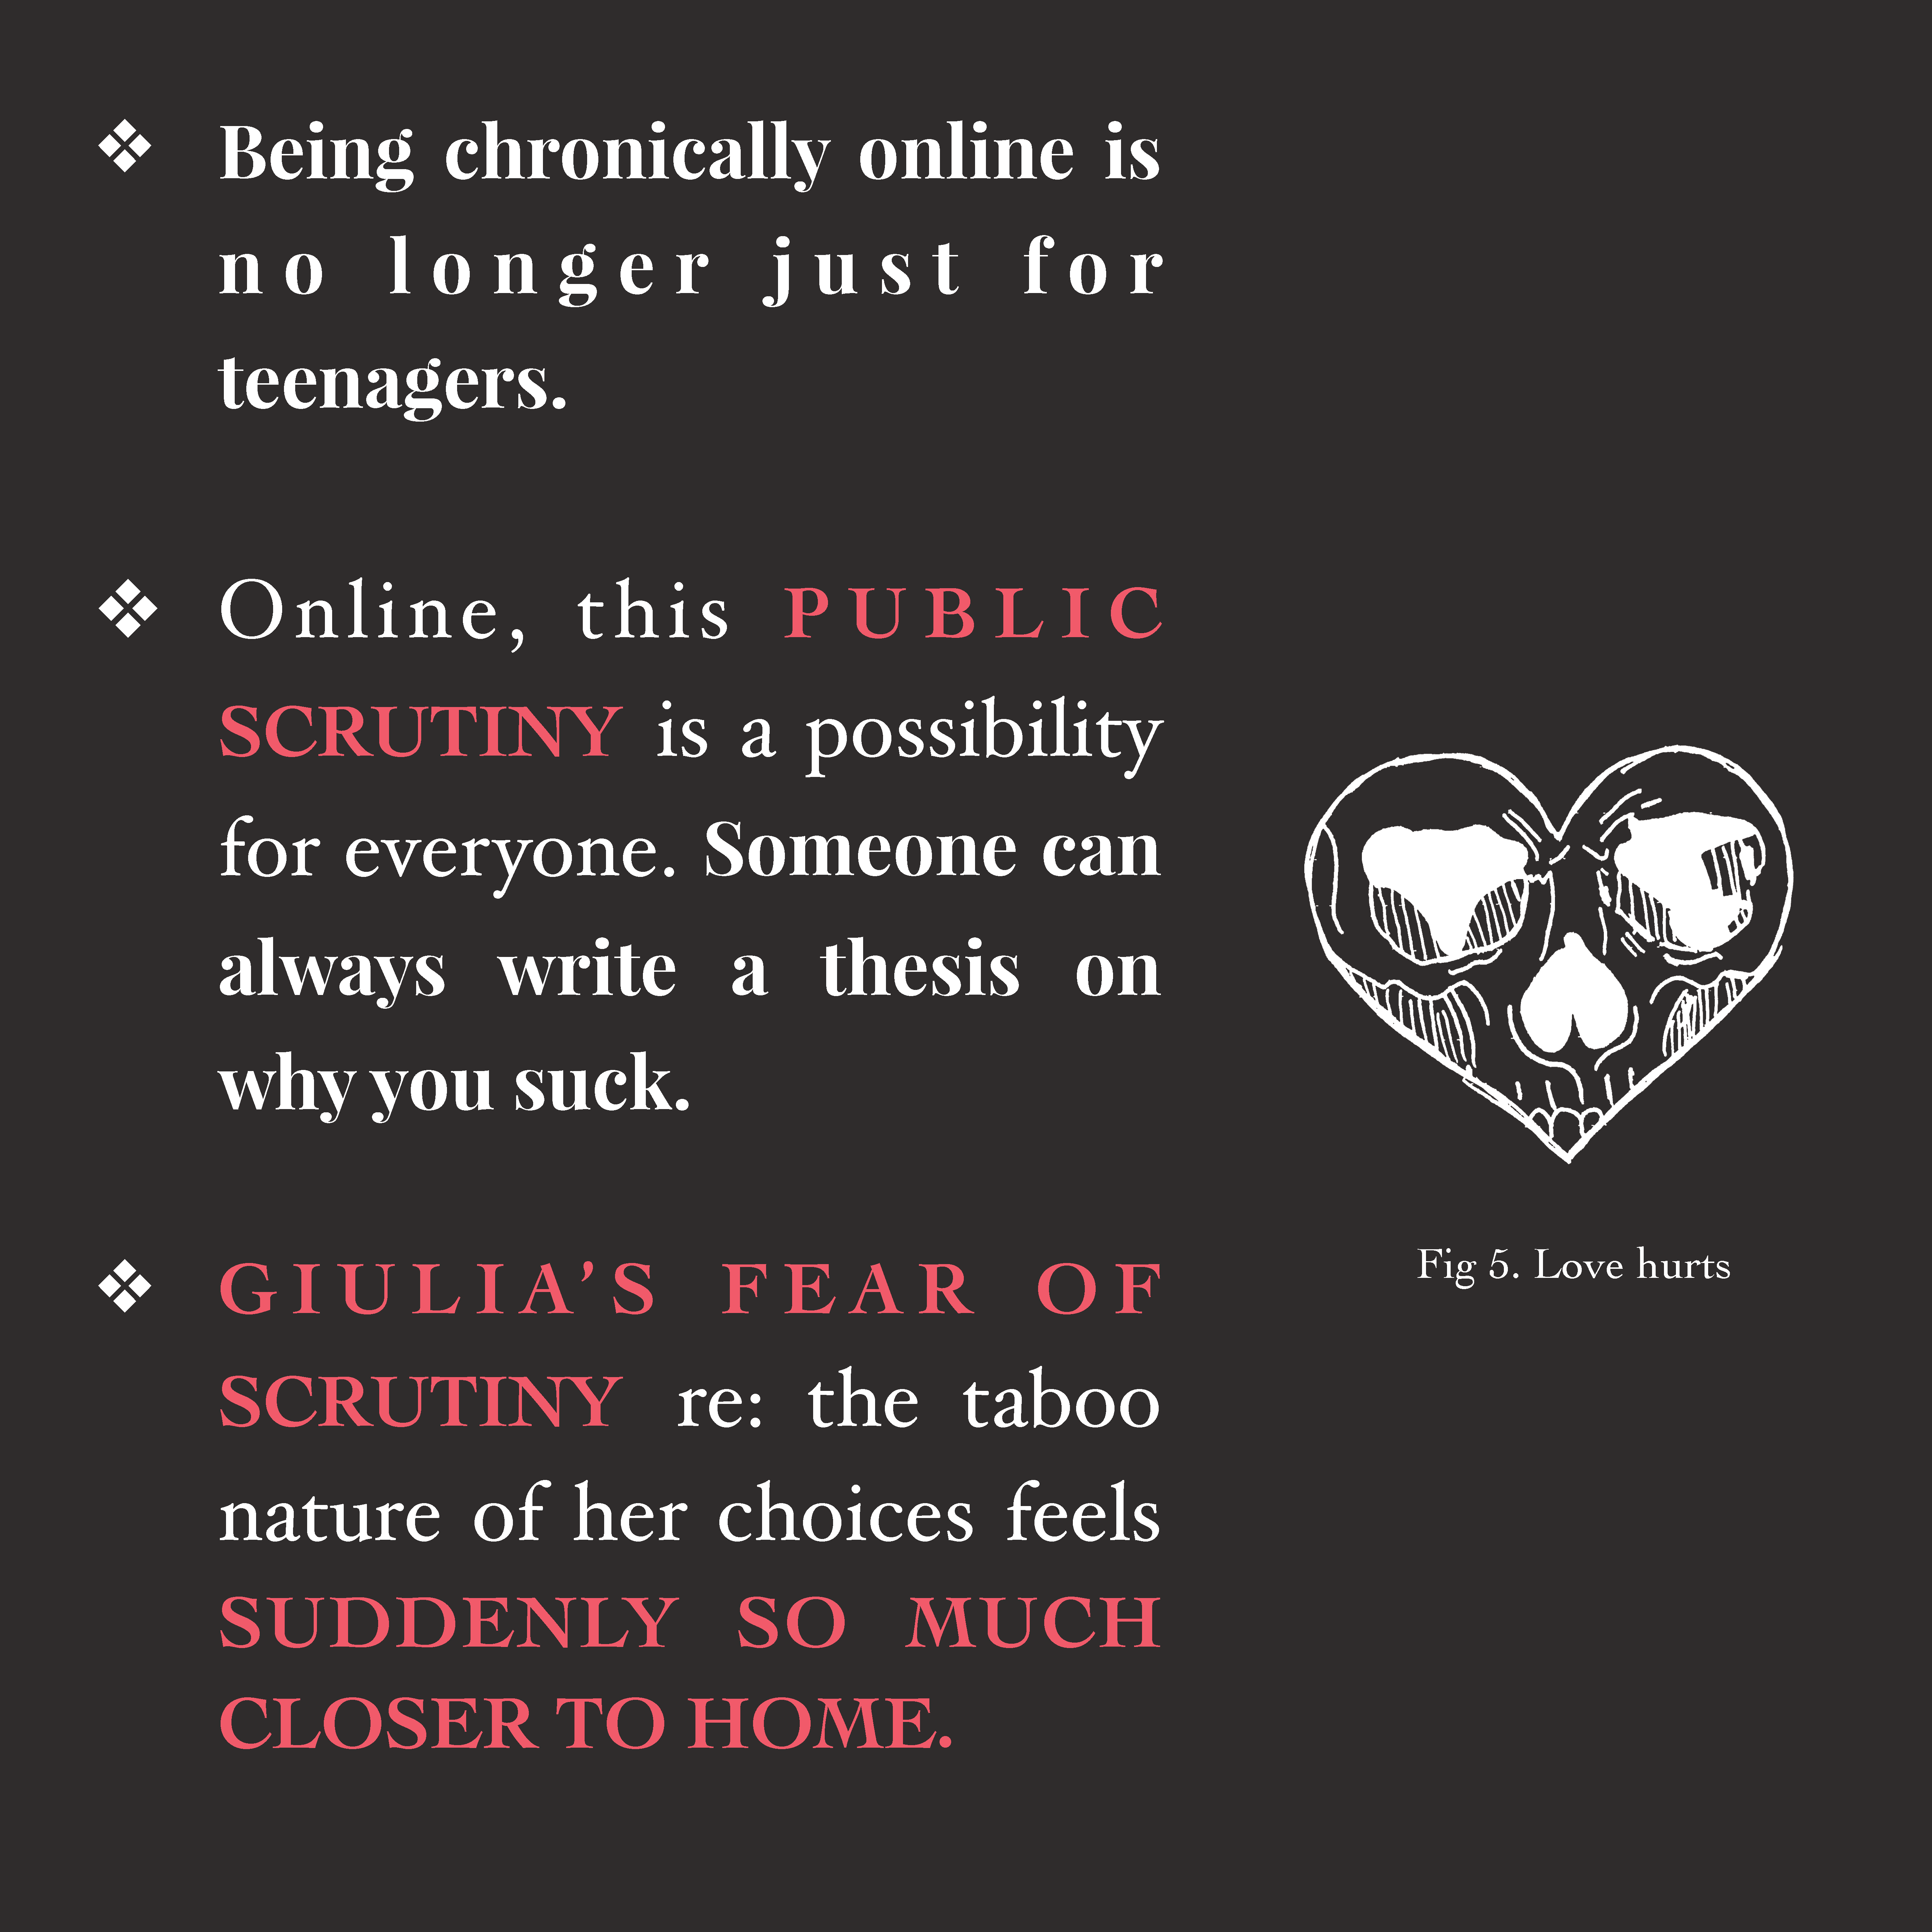 ❖ Being chronically online is
no longer just for
teenagers.
❖ Online, this PUBLIC
SCRUTINY is a possibility
for everyone. Someone can
always write a thesis on
why you suck.
❖ GIULIA’S FEAR OF
SCRUTINY re: the taboo
nature of her choices feels
SUDDENLY SO MUCH
CLOSER TO HOME.
Fig 5. Love hurts